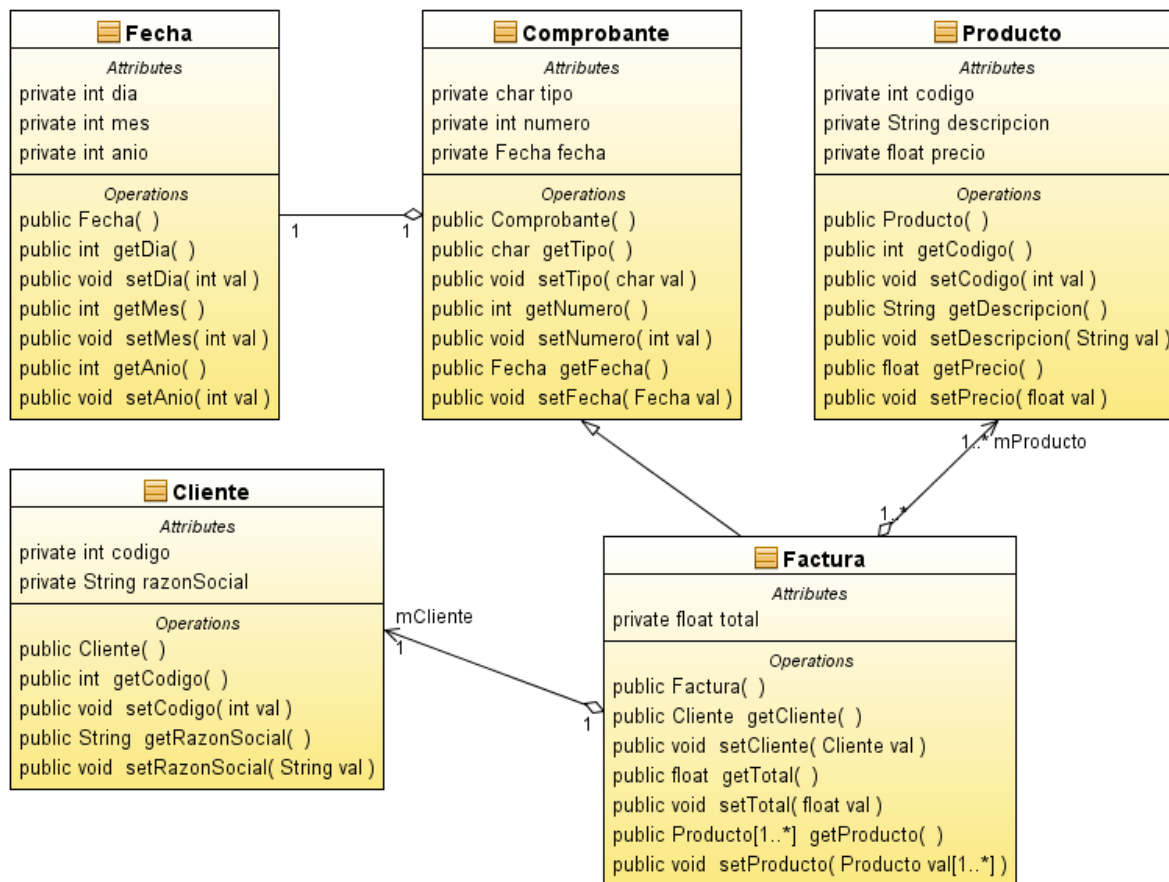 Fecha
Attributes
private int dia
private int mes
private int anio
Operations
public Fecha( )
public int getDia( )
public void setDia( int val )
public int getMes( )
public void setMes( int val )
public int getAnio( )
public void setAnio( int val )
1
1
Comprobante
Attributes
private char tipo
private int numero
private Fecha fecha
Operations
public Comprobante( )
public char getTipo( )
public void setTipo( char val )
public int getNumero( )
public void setNumero( int val )
public Fecha getFecha( )
public void setFecha( Fecha val )
Producto
Attributes
private int codigo
private String descripcion
private float precio
Operations
public Producto( )
public int getCodigo( )
public void setCodigo( int val )
public String getDescripcion( )
public void setDescripcion( String val )
public float getPrecio( )
public void setPrecio( float val )
1..* mProducto
1..*
Cliente
Attributes
private int codigo
private String razonSocial
Operations
public Cliente( )
public int getCodigo( )
public void setCodigo( int val )
public String getRazonSocial( )
public void setRazonSocial( String val )
mCliente
1
1
Factura
Attributes
private float total
Operations
public Factura( )
public Cliente getCliente( )
public void setCliente( Cliente val )
public float getTotal( )
public void setTotal( float val )
public Producto[1..*] getProducto( )
public void setProducto( Producto val[1..*] )